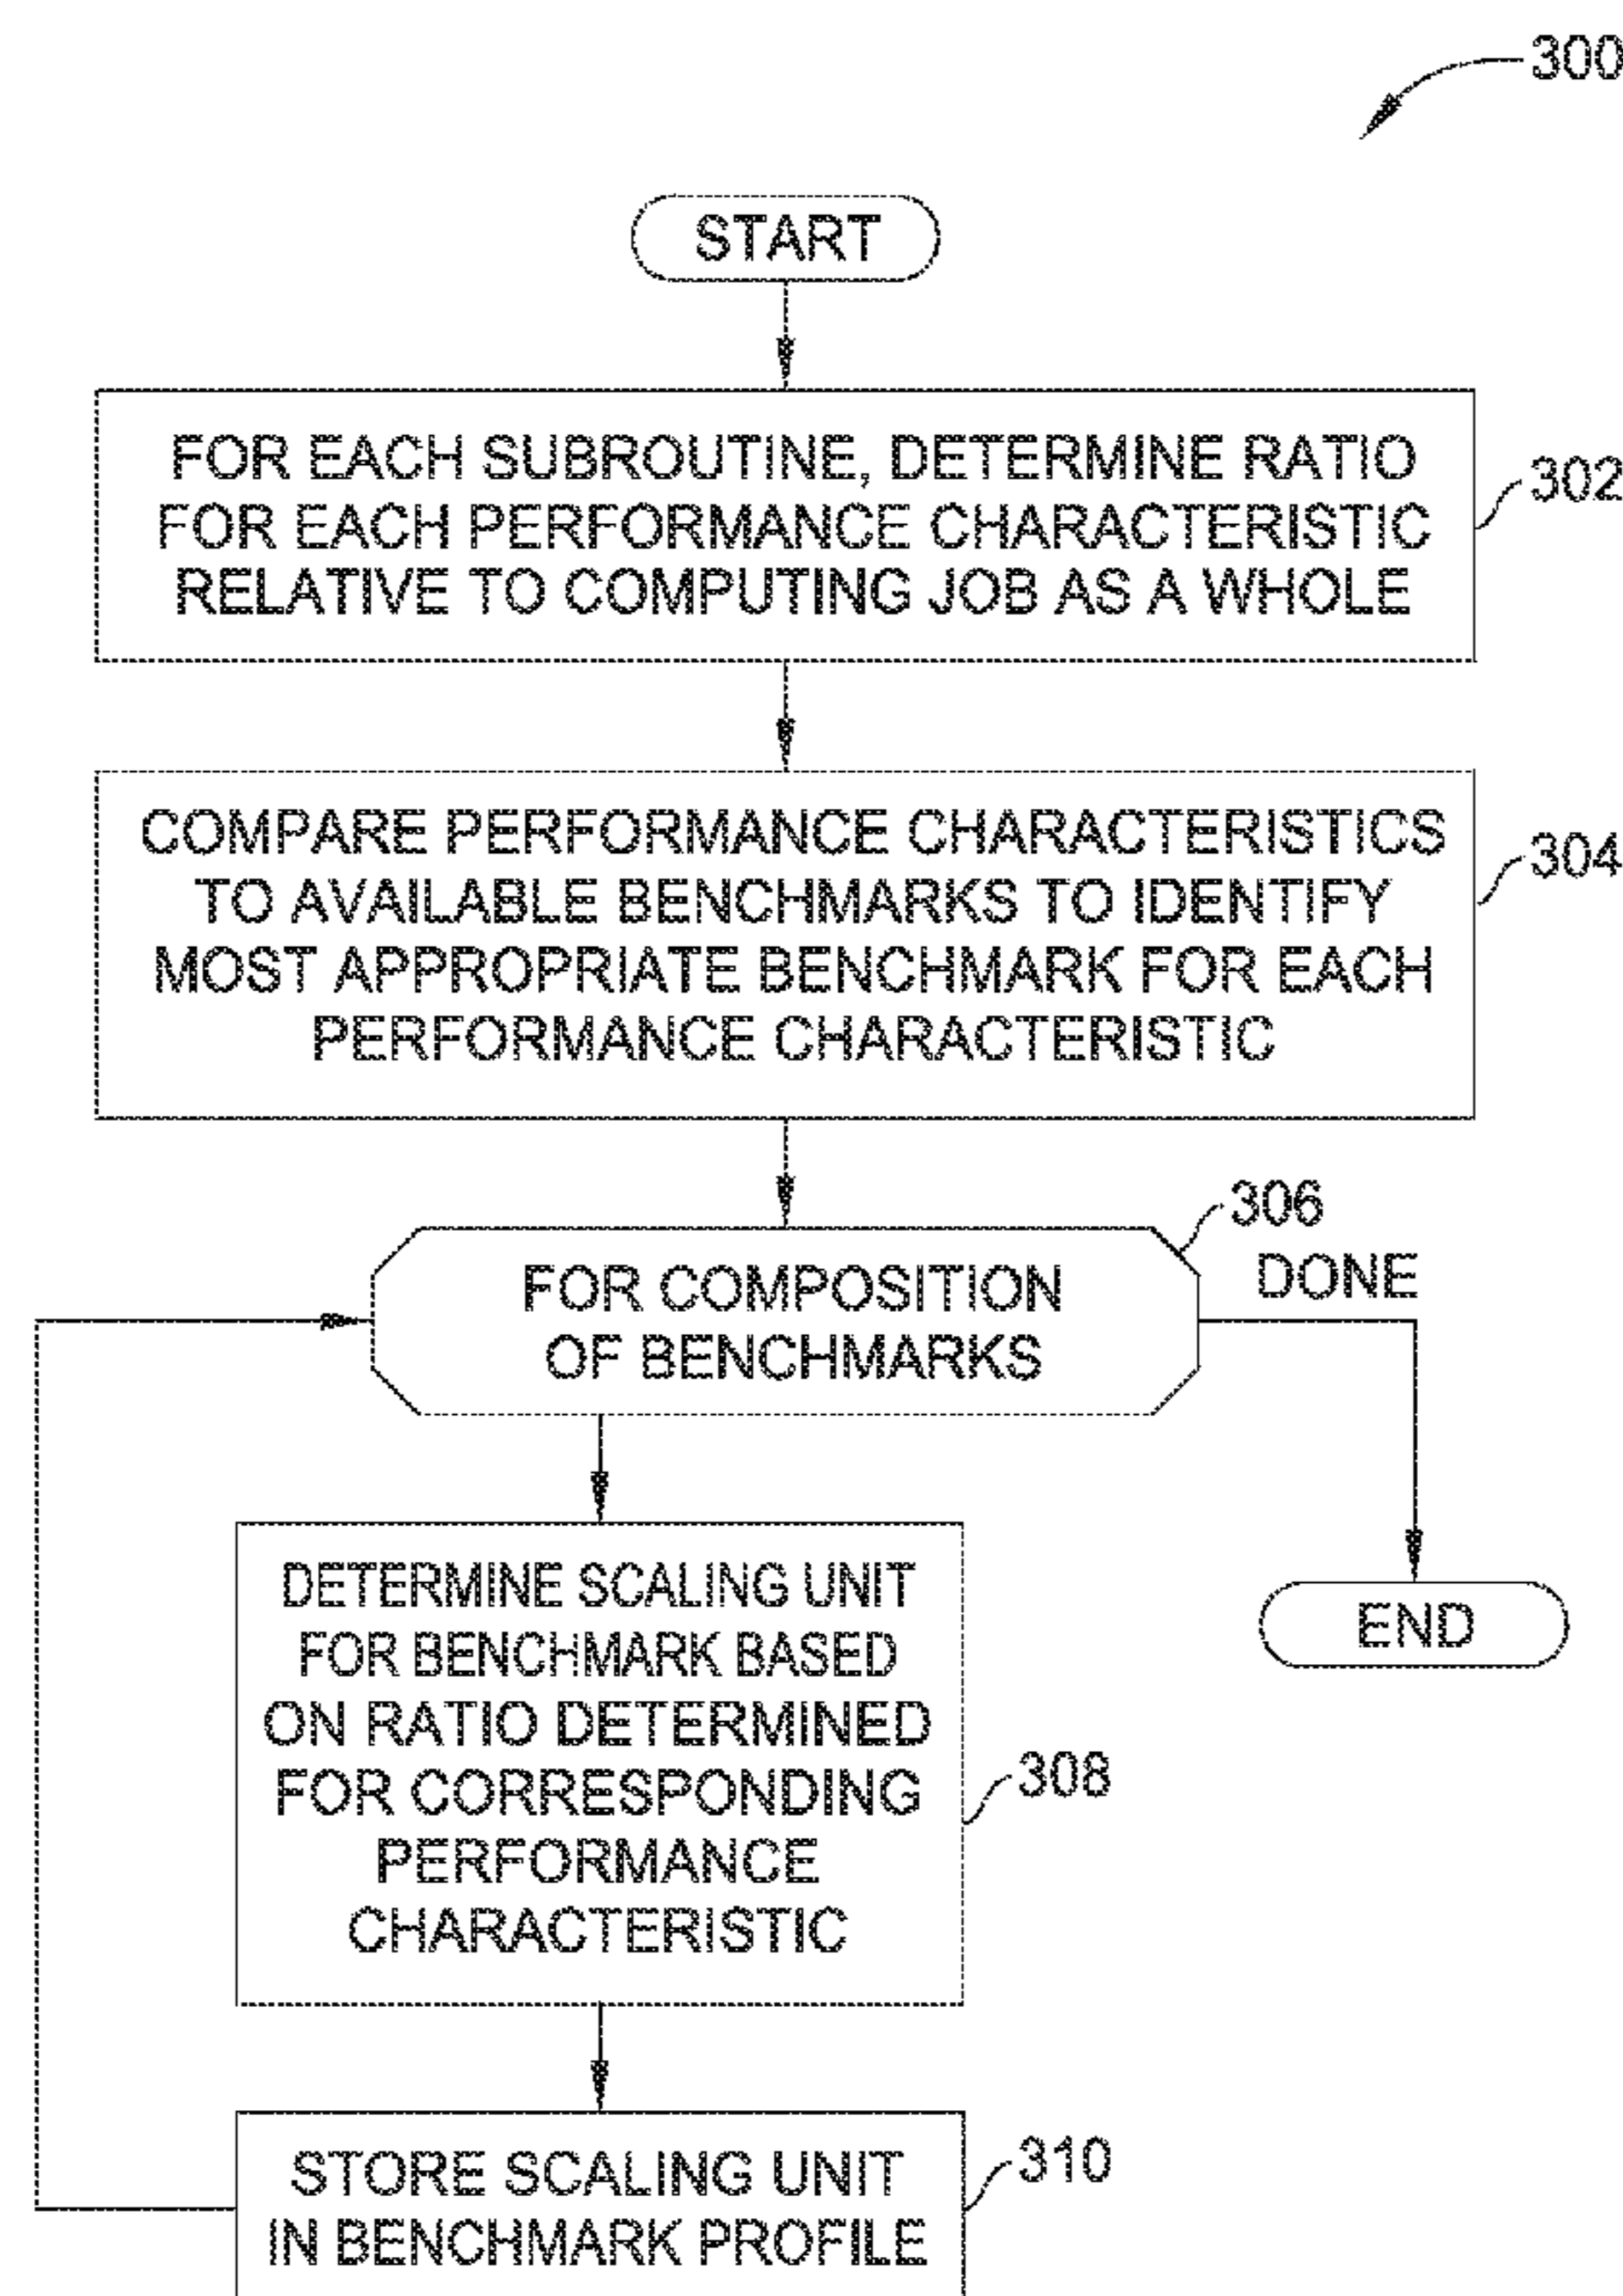 300
START
FOR EACH SUBROUTINE, DETERMINE RATIO
FOR EACH PERFORMANCE CHARACTERISTIC
RELATIVE TO COMPUTING JOB AS A WHOLE
302
COMPARE PERFORMANCE CHARACTERISTICS
TO AVAILABLE BENCHMARKS TO IDENTIFY
MOST APPROPRIATE BENCHMARK FOR EACH
PERFORMANCE CHARACTERISTIC
304
306
FOR COMPOSITION
OF BENCHMARKS
DONE
DETERMINE SCALING UNIT
FOR BENCHMARK BASED
ON RATIO DETERMINED
FOR CORRESPONDING
PERFORMANCE
CHARACTERISTIC
308
END
STORE SCALING UNIT
IN BENCHMARK PROFILE
310